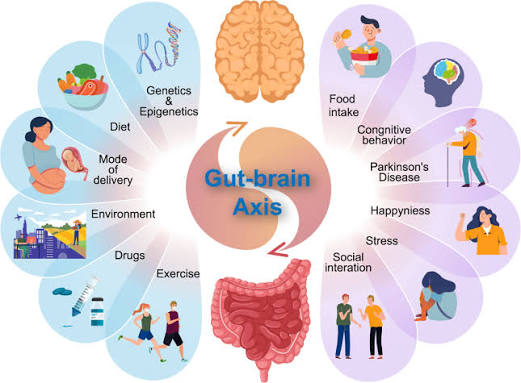 Genetics
&
Epigenetics
Diet
Mode
of
delivery
Environment
Drugs
Exercise
Gut-brain
Axis
Food
intake
Congnitive
behavior
Parkinson's
Disease
Happyniess
Stress
Social
interation